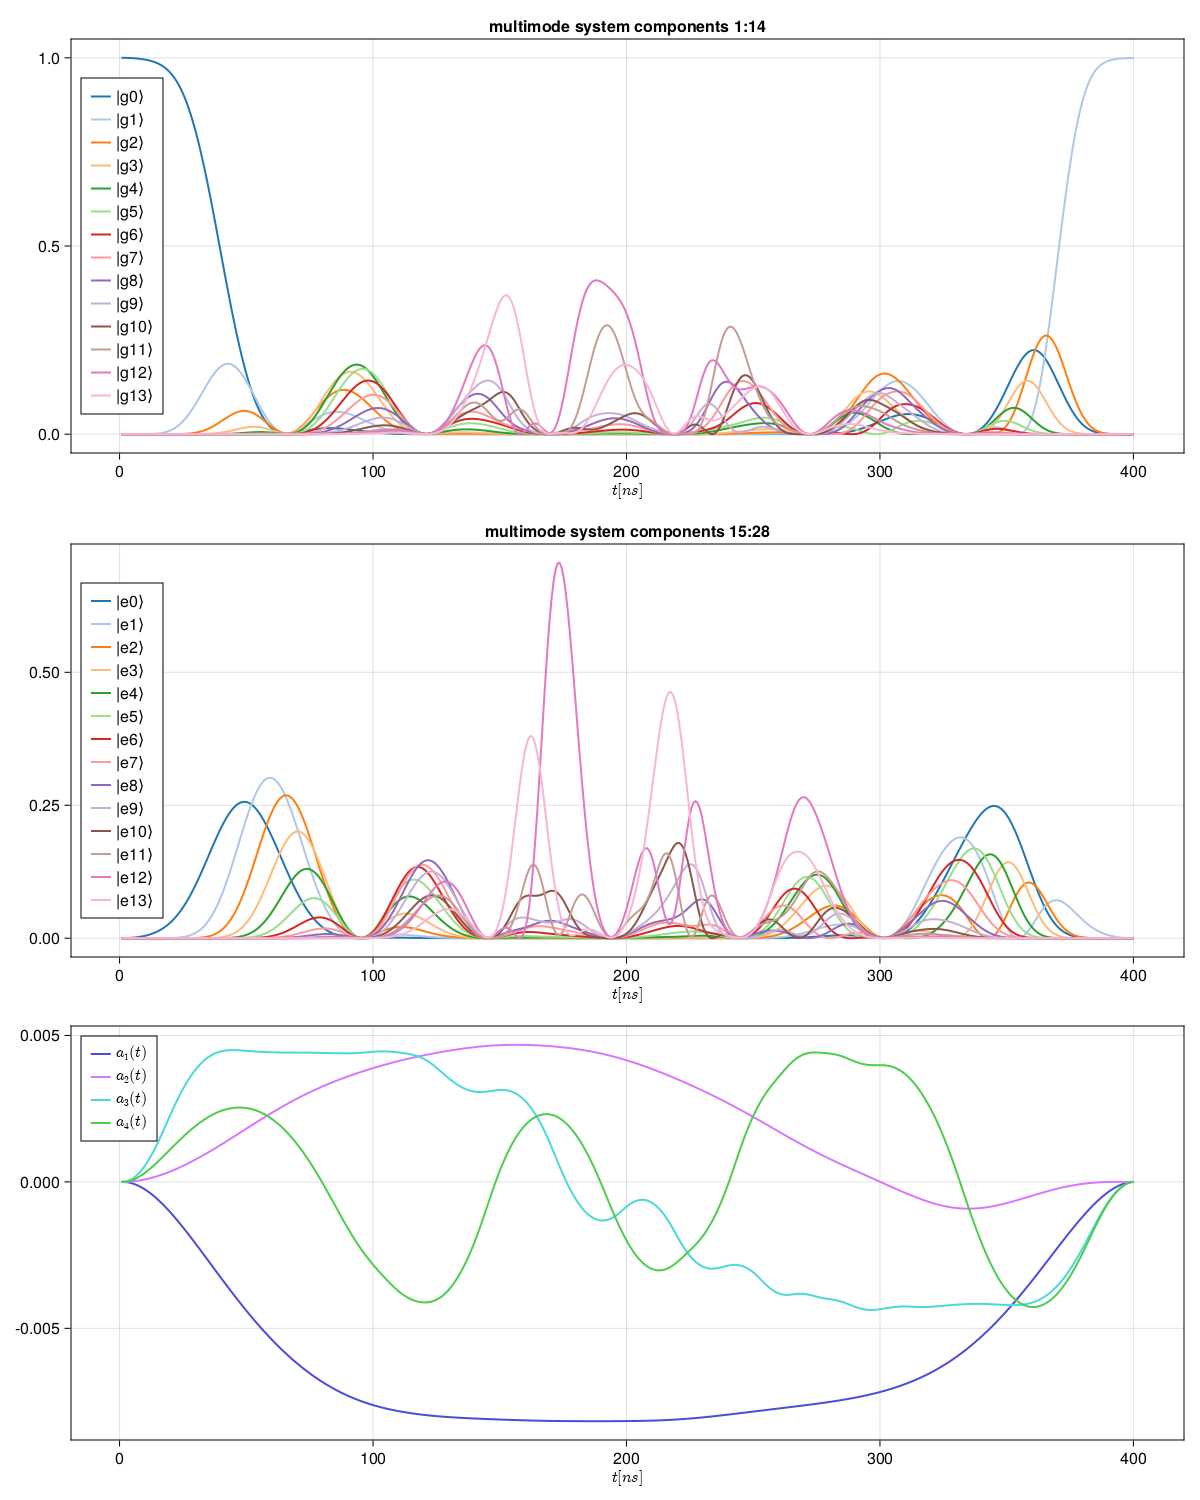 multimode system components 1:14
1.0
0.5
0.0
|g0⟩
|g1⟩
|g2⟩
|g3⟩
|g4⟩
|g5⟩
|g6⟩
|g7⟩
|g8⟩
|g9⟩
|g10⟩
|g11⟩
|g12⟩
|g13⟩
0 100 200 300 400
t[ns]
multimode system components 15:28
0.50
0.25
0.00
|e0⟩
|e1⟩
|e2⟩
|e3⟩
|e4⟩
|e5⟩
|e6⟩
|e7⟩
|e8⟩
|e9⟩
|e10⟩
|e11⟩
|e12⟩
|e13⟩
0 100 200 300 400
t[ns]
0.005
0.000
-0.005
a₁(t)
a₂(t)
a₃(t)
a₄(t)
0 100 200 300 400
t[ns]